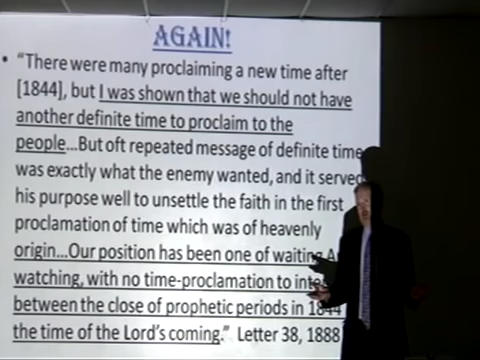 AGAIN!
• "There were many proclaiming a new time after
[1844], but I was shown that we should not have
another definite time to proclaim to the
people...But oft repeated message of definite time
was exactly what the enemy wanted, and it served
his purpose well to unsettle the faith in the first
proclamation of time which was of heavenly
origin...Our position has been one of waiting
watching, with no time-proclamation to
between the close of prophetic periods in 1844
the time of the Lord's coming." Letter 38, 1888